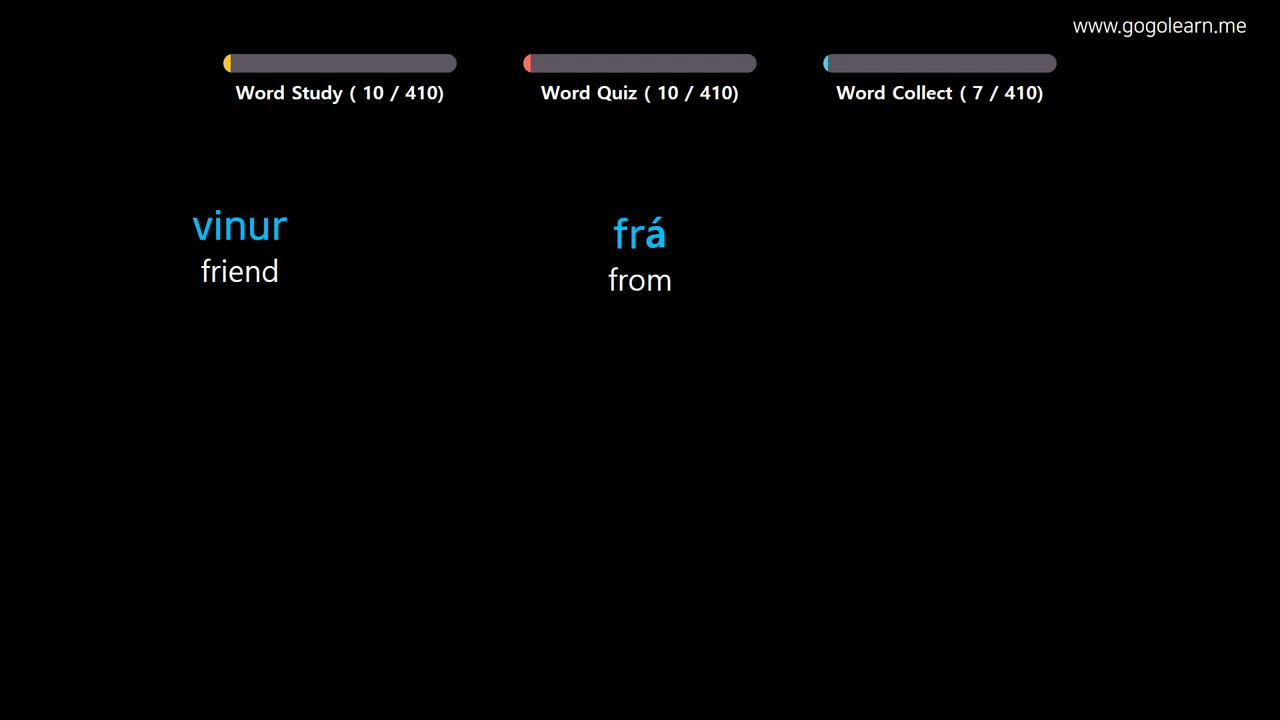 www.gogolearn.me
Word Study ( 10 / 410)
Word Quiz ( 10 / 410)
Word Collect ( 7 / 410)
vinur
friend
frá
from